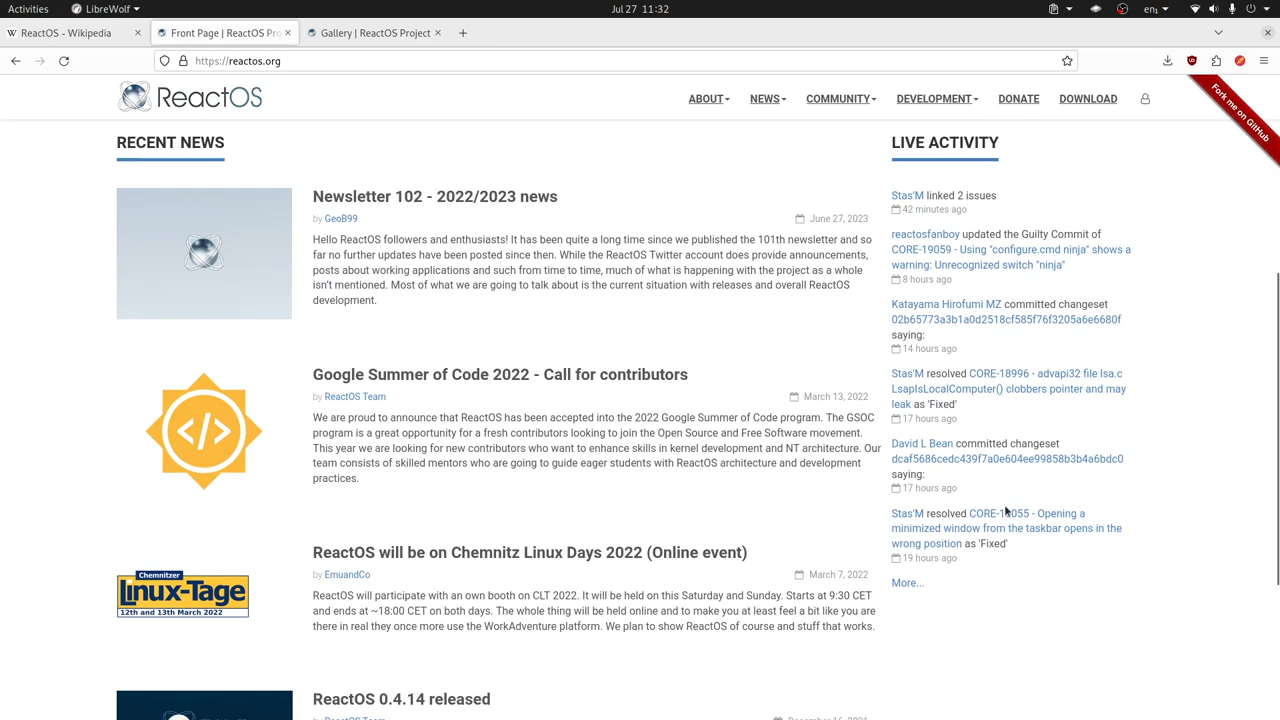 Activities
LibreWolf
Jul 27 11:32
en₁
ReactOS - Wikipedia
Front Page | ReactOS Pro
Gallery | ReactOS Project
https://reactos.org
ReactOS
ABOUT
NEWS
COMMUNITY
DEVELOPMENT
DONATE
DOWNLOAD
Fork me on GitHub
RECENT NEWS
Newsletter 102 - 2022/2023 news
by GeoB99
June 27, 2023
Hello ReactOS followers and enthusiasts! It has been quite a long time since we published the 101th newsletter and so
far no further updates have been posted since then. While the ReactOS Twitter account does provide announcements,
posts about working applications and such from time to time, much of what is happening with the project as a whole
isn't mentioned. Most of what we are going to talk about is the current situation with releases and overall ReactOS
development.
Google Summer of Code 2022 - Call for contributors
by ReactOS Team
March 13, 2022
We are proud to announce that ReactOS has been accepted into the 2022 Google Summer of Code program. The GSOC
program is a great opportunity for a fresh contributors looking to join the Open Source and Free Software movement.
This year we are looking for new contributors who want to enhance skills in kernel development and NT architecture. Our
team consists of skilled mentors who are going to guide eager students with ReactOS architecture and development
practices.
Chemnitzer
Linux-Tage
12th and 13th March 2022
ReactOS will be on Chemnitz Linux Days 2022 (Online event)
by EmuandCo
March 7, 2022
ReactOS will participate with an own booth on CLT 2022. It will be held on this Saturday and Sunday. Starts at 9:30 CET
and ends at ~18:00 CET on both days. The whole thing will be held online and to make you at least feel a bit like you are
there in real they once more use the WorkAdventure platform. We plan to show ReactOS of course and stuff that works.
ReactOS 0.4.14 released
by ReactOS Team
December 16, 2021
LIVE ACTIVITY
Stas'M linked 2 issues
42 minutes ago
reactosfanboy updated the Guilty Commit of
CORE-19059 - Using "configure.cmd ninja" shows a
warning: Unrecognized switch "ninja"
8 hours ago
Katayama Hirofumi MZ committed changeset
02b65773a3b1a0d2518cf585f76f3205a6e6680f
saying:
14 hours ago
Stas'M resolved CORE-18996 - advapi32 file lsa.c
LsapIsLocalComputer() clobbers pointer and may
leak as 'Fixed'
17 hours ago
David L Bean committed changeset
dcaf5686cedc439f7a0e604ee99858b3b4a6bdc0
saying:
17 hours ago
Stas'M resolved CORE-19055 - Opening a
minimized window from the taskbar opens in the
wrong position as 'Fixed'
19 hours ago
More...